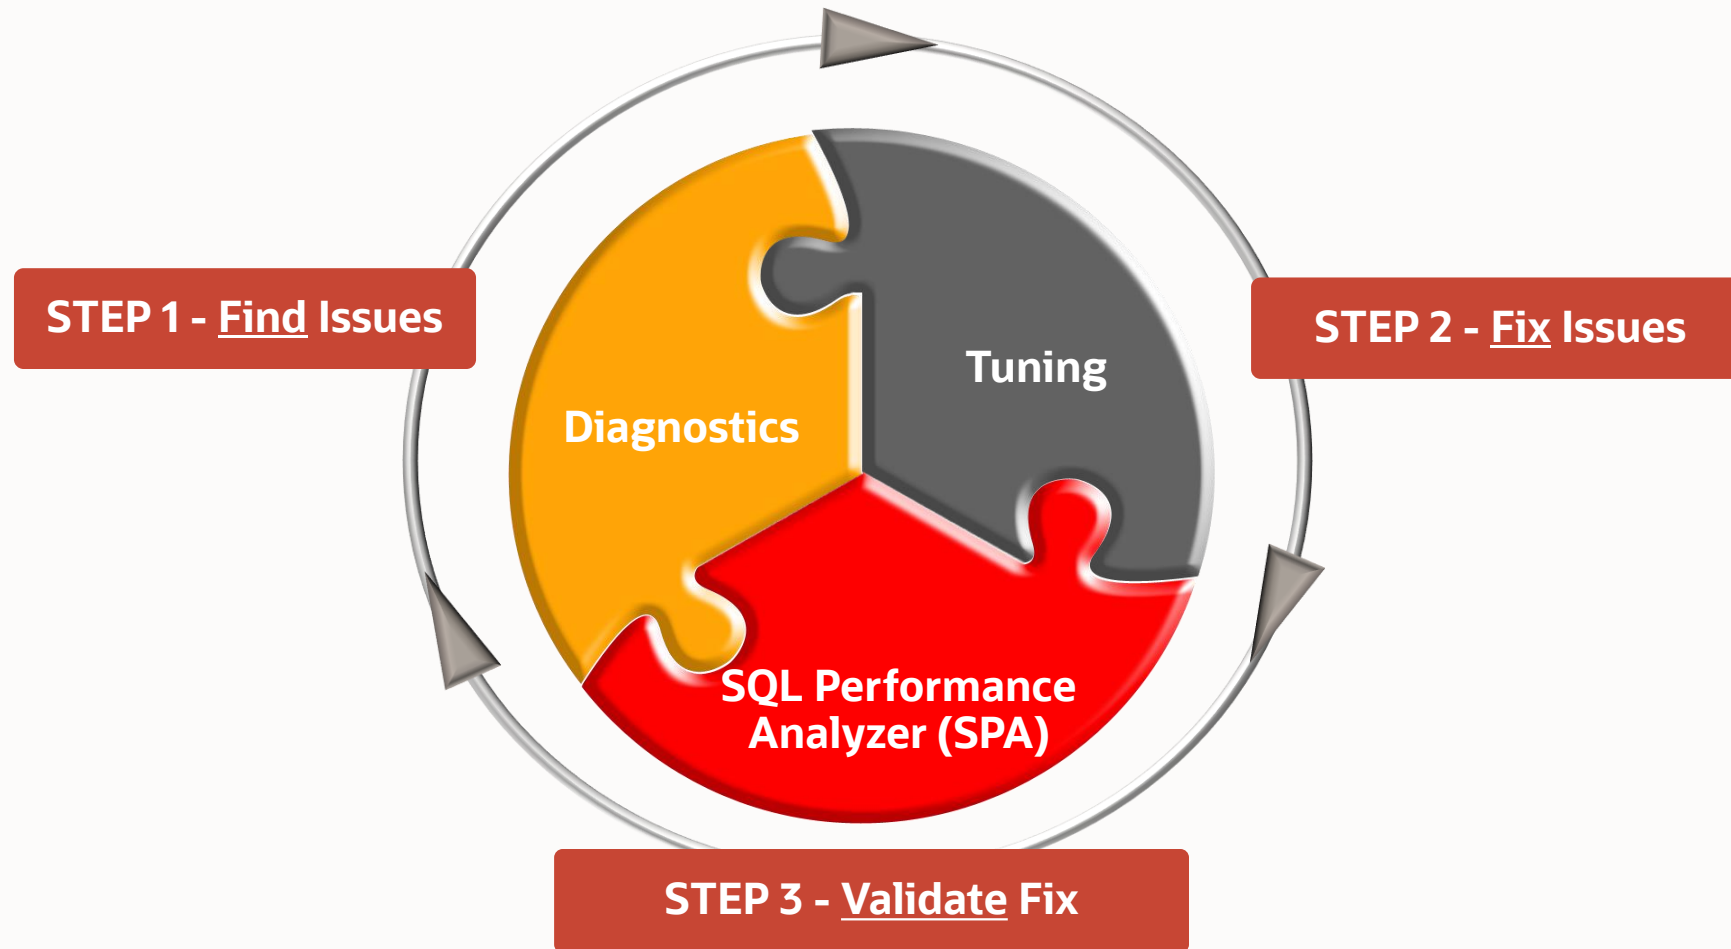 STEP 1 - Find Issues
STEP 2 - Fix Issues
Tuning
Diagnostics
SQL Performance
Analyzer (SPA)
STEP 3 - Validate Fix